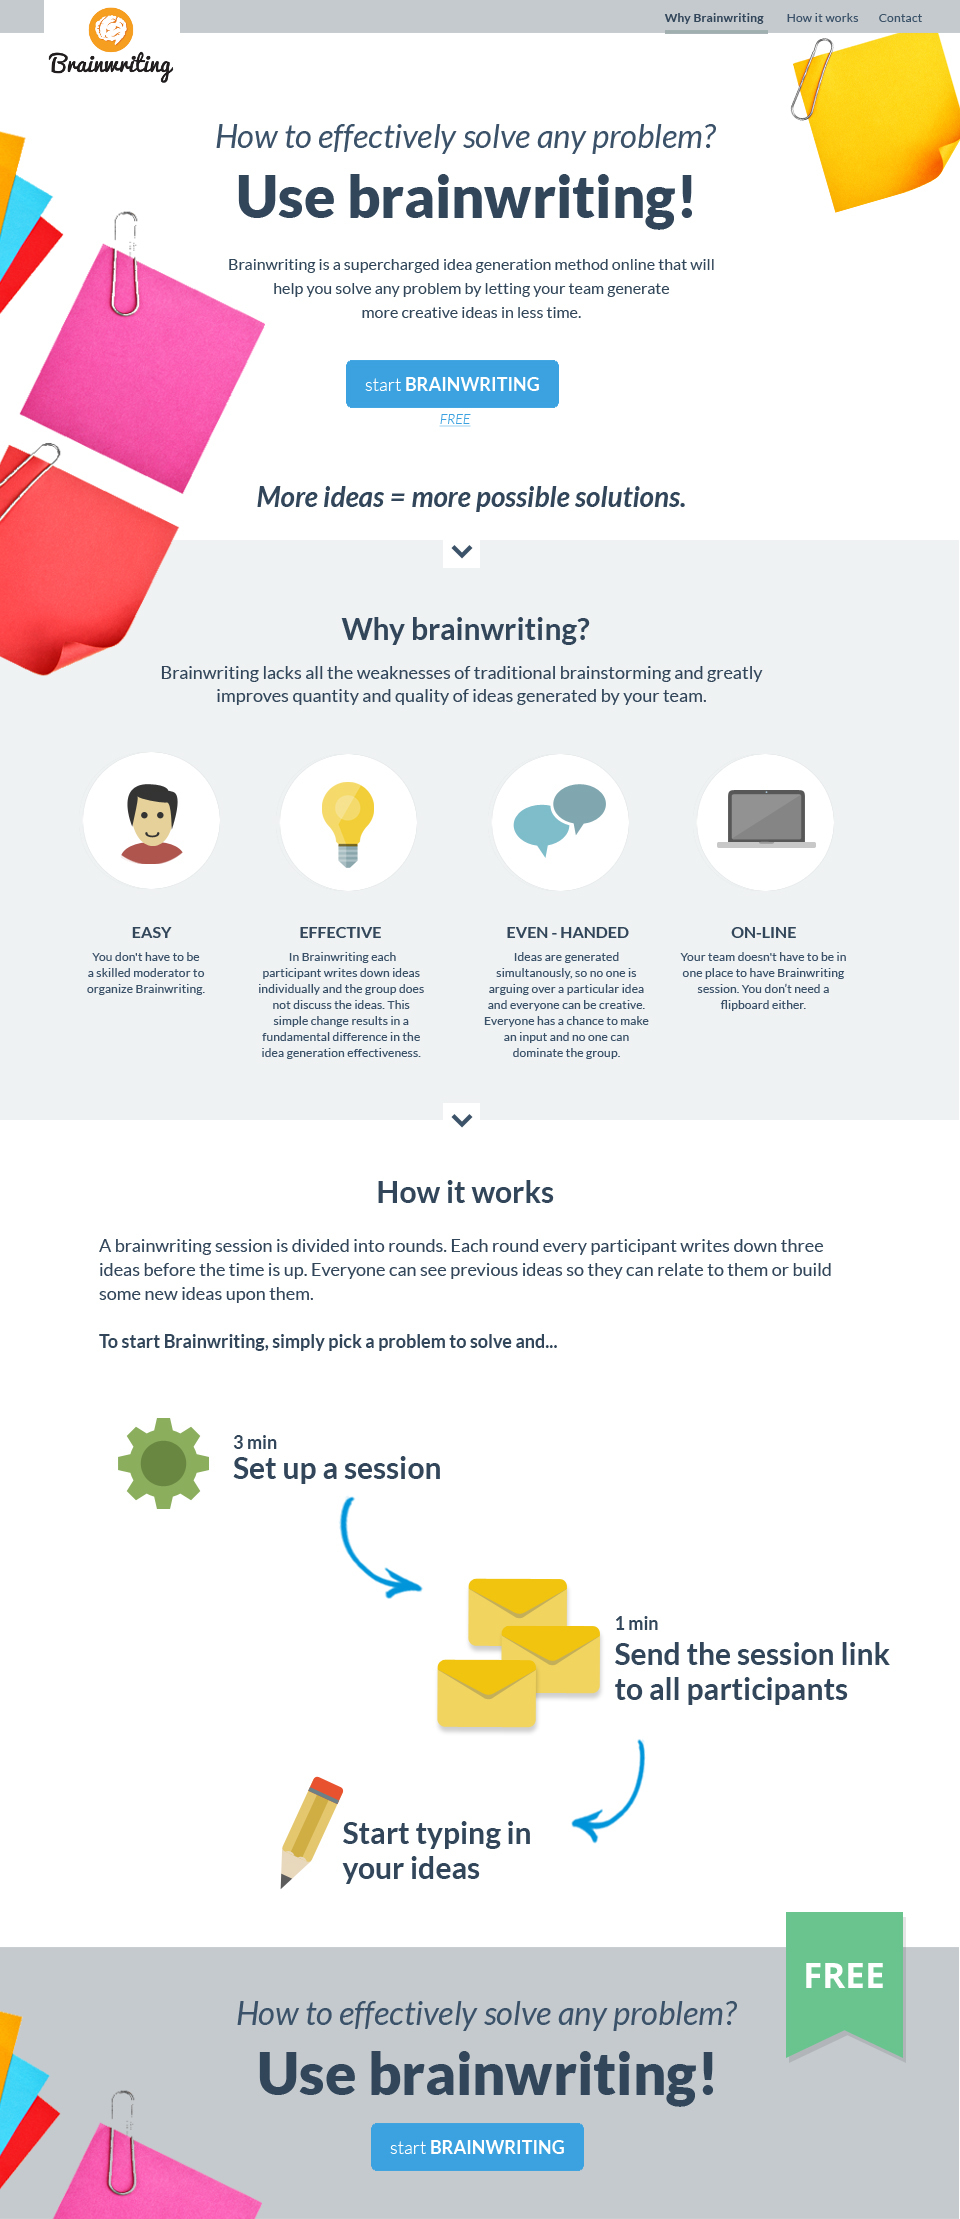 Brainwriting
Why Brainwriting
How it works
Contact
How to effectively solve any problem?
Use brainwriting!
Brainwriting is a supercharged idea generation method online that will
help you solve any problem by letting your team generate
more creative ideas in less time.
start BRAINWRITING
FREE
More ideas = more possible solutions.
Why brainwriting?
Brainwriting lacks all the weaknesses of traditional brainstorming and greatly
improves quantity and quality of ideas generated by your team.
EASY
You don't have to be
a skilled moderator to
organize Brainwriting.
EFFECTIVE
In Brainwriting each
participant writes down ideas
individually and the group does
not discuss the ideas. This
simple change results in a
fundamental difference in the
idea generation effectiveness.
EVEN - HANDED
Ideas are generated
simultanously, so no one is
arguing over a particular idea
and everyone can be creative.
Everyone has a chance to make
an input and no one can
dominate the group.
ON-LINE
Your team doesn't have to be in
one place to have Brainwriting
session. You don't need a
flipboard either.
How it works
A brainwriting session is divided into rounds. Each round every participant writes down three
ideas before the time is up. Everyone can see previous ideas so they can relate to them or build
some new ideas upon them.
To start Brainwriting, simply pick a problem to solve and...
3 min
Set up a session
1 min
Send the session link
to all participants
Start typing in
your ideas
FREE
How to effectively solve any problem?
Use brainwriting!
start BRAINWRITING